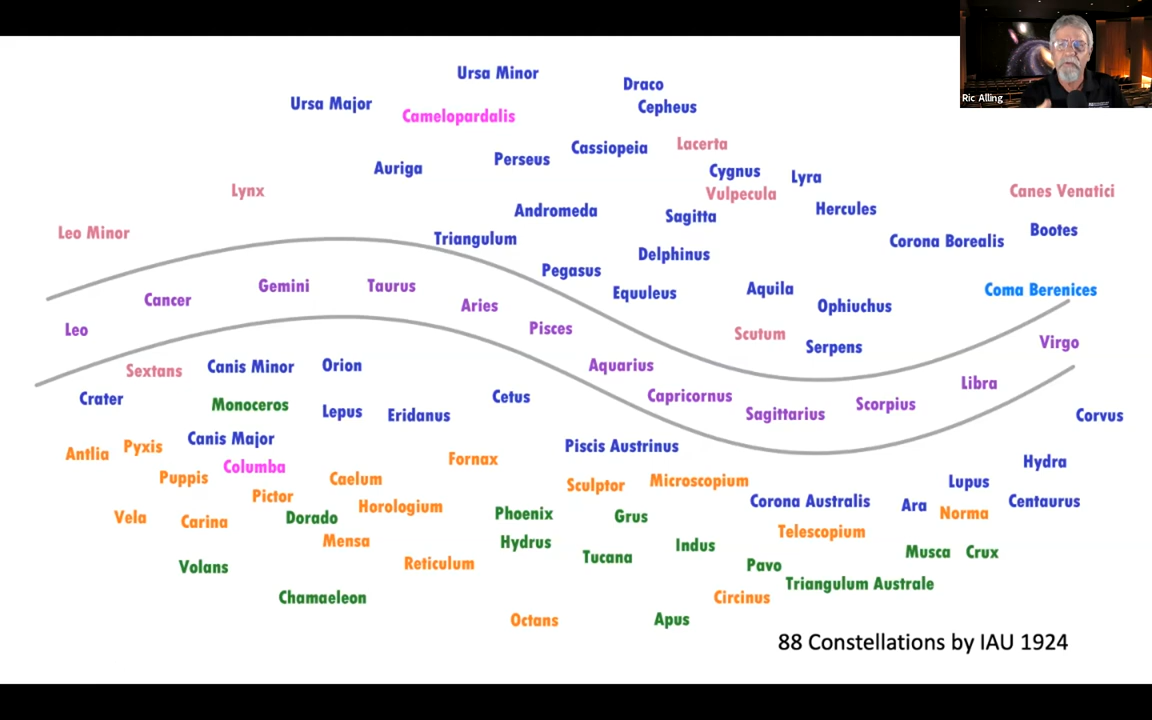 Ric Alling
Ursa Minor
Draco
Ursa Major
Cepheus
Camelopardalis
Cassiopeia
Lacerta
Perseus
Auriga
Cygnus
Lyra
Lynx
Vulpecula
Canes Venatici
Andromeda
Sagitta
Hercules
Leo Minor
Triangulum
Bootes
Corona Borealis
Delphinus
Pegasus
Gemini
Taurus
Equuleus
Aquila
Coma Berenices
Cancer
Aries
Ophiuchus
Leo
Pisces
Scutum
Serpens
Virgo
Sextans
Canis Minor
Orion
Aquarius
Libra
Crater
Monoceros
Lepus
Eridanus
Cetus
Capricornus
Sagittarius
Scorpius
Corvus
Antlia
Pyxis
Canis Major
Piscis Austrinus
Columba
Fornax
Hydra
Puppis
Caelum
Sculptor
Microscopium
Lupus
Pictor
Horologium
Corona Australis
Ara
Centaurus
Vela
Carina
Dorado
Phoenix
Grus
Norma
Mensa
Hydrus
Telescopium
Volans
Reticulum
Tucana
Indus
Pavo
Musca
Crux
Triangulum Australe
Chamaeleon
Circinus
Octans
Apus
88 Constellations by IAU 1924